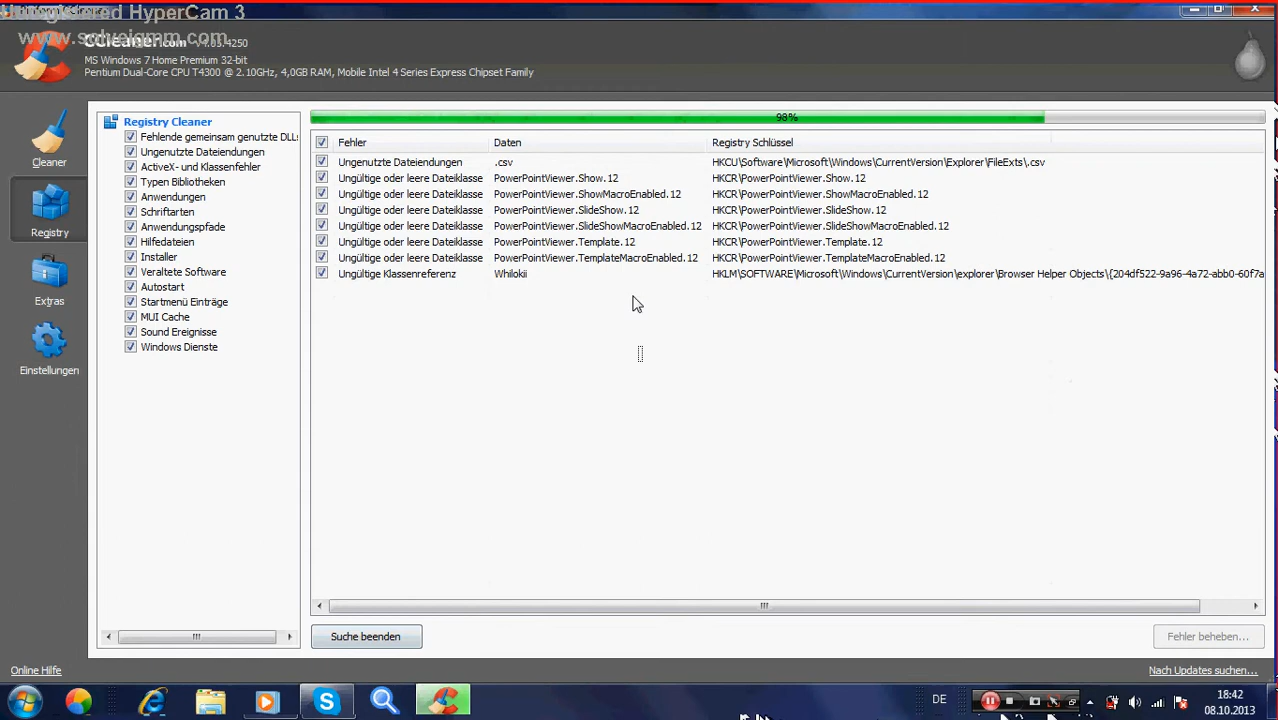 Unregistered HyperCam 3
www.solveigmm.com
CCleaner.com v4.05.4250
MS Windows 7 Home Premium 32-bit
Pentium Dual-Core CPU T4300 @ 2.10GHz, 4,0GB RAM, Mobile Intel 4 Series Express Chipset Family
Cleaner
Registry
Extras
Einstellungen
Registry Cleaner
Fehlende gemeinsam genutzte DLLs
Ungenutzte Dateiendungen
ActiveX- und Klassenfehler
Typen Bibliotheken
Anwendungen
Schriftarten
Anwendungspfade
Hilfedateien
Installer
Veraltete Software
Autostart
Startmenü Einträge
MUI Cache
Sound Ereignisse
Windows Dienste
98%
Fehler Daten Registry Schlüssel
Ungenutzte Dateiendungen .csv HKCU\Software\Microsoft\Windows\CurrentVersion\Explorer\FileExts\.csv
Ungültige oder leere Dateiklasse PowerPointViewer.Show.12 HKCR\PowerPointViewer.Show.12
Ungültige oder leere Dateiklasse PowerPointViewer.ShowMacroEnabled.12 HKCR\PowerPointViewer.ShowMacroEnabled.12
Ungültige oder leere Dateiklasse PowerPointViewer.SlideShow.12 HKCR\PowerPointViewer.SlideShow.12
Ungültige oder leere Dateiklasse PowerPointViewer.SlideShowMacroEnabled.12 HKCR\PowerPointViewer.SlideShowMacroEnabled.12
Ungültige oder leere Dateiklasse PowerPointViewer.Template.12 HKCR\PowerPointViewer.Template.12
Ungültige oder leere Dateiklasse PowerPointViewer.TemplateMacroEnabled.12 HKCR\PowerPointViewer.TemplateMacroEnabled.12
Ungültige Klassenreferenz Whilokii HKLM\SOFTWARE\Microsoft\Windows\CurrentVersion\explorer\Browser Helper Objects\{204df522-9a96-4a72-abb0-60f7a
Suche beenden
Fehler beheben...
Online Hilfe
Nach Updates suchen...
DE
18:42
08.10.2013